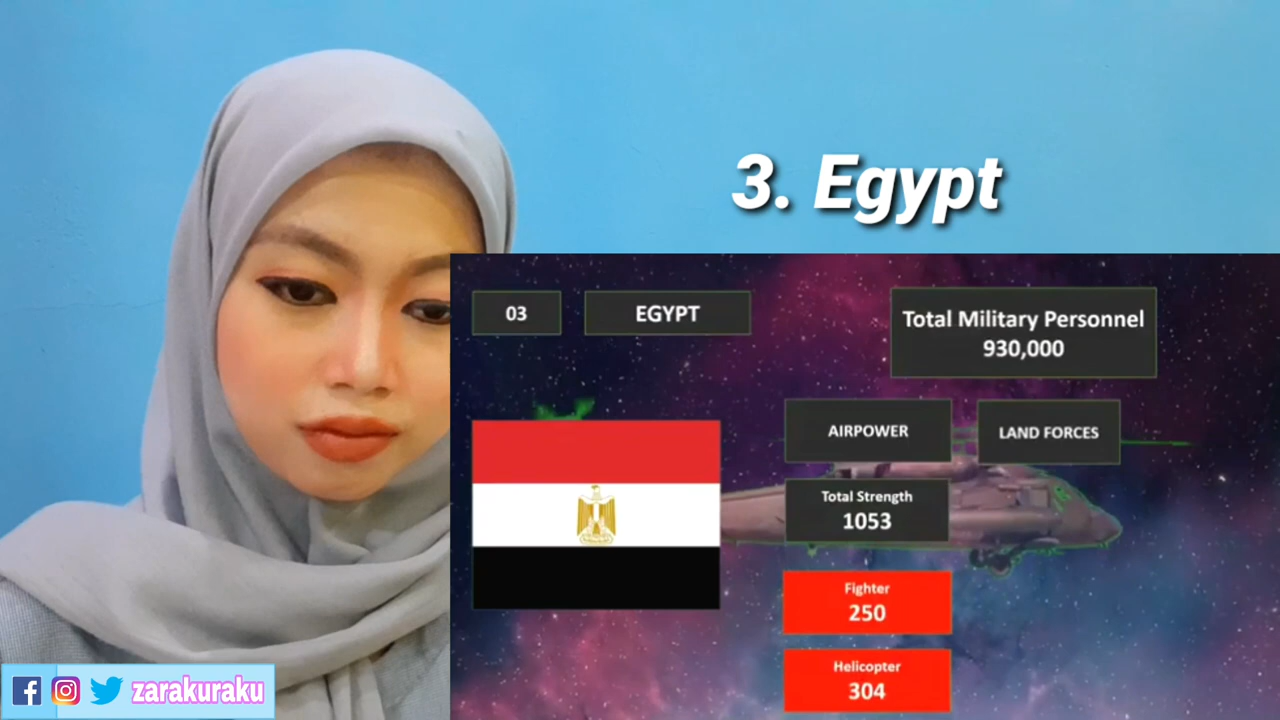 3. Egypt
03
EGYPT
Total Military Personnel
930,000
AIRPOWER
LAND FORCES
Total Strength
1053
Fighter
250
Helicopter
304
zarakuraku